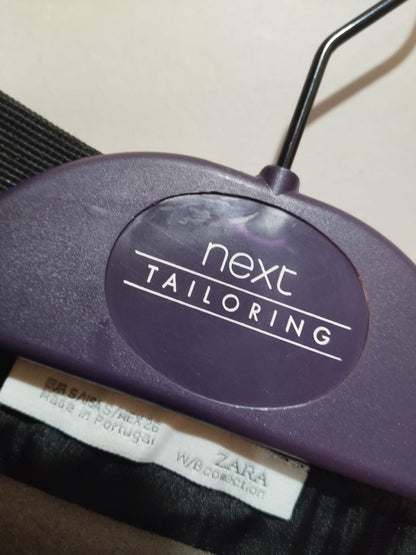 next
TAILORING
EUR S/USA S/MEX 26
Made in Portugal
ZARA
W/B collection